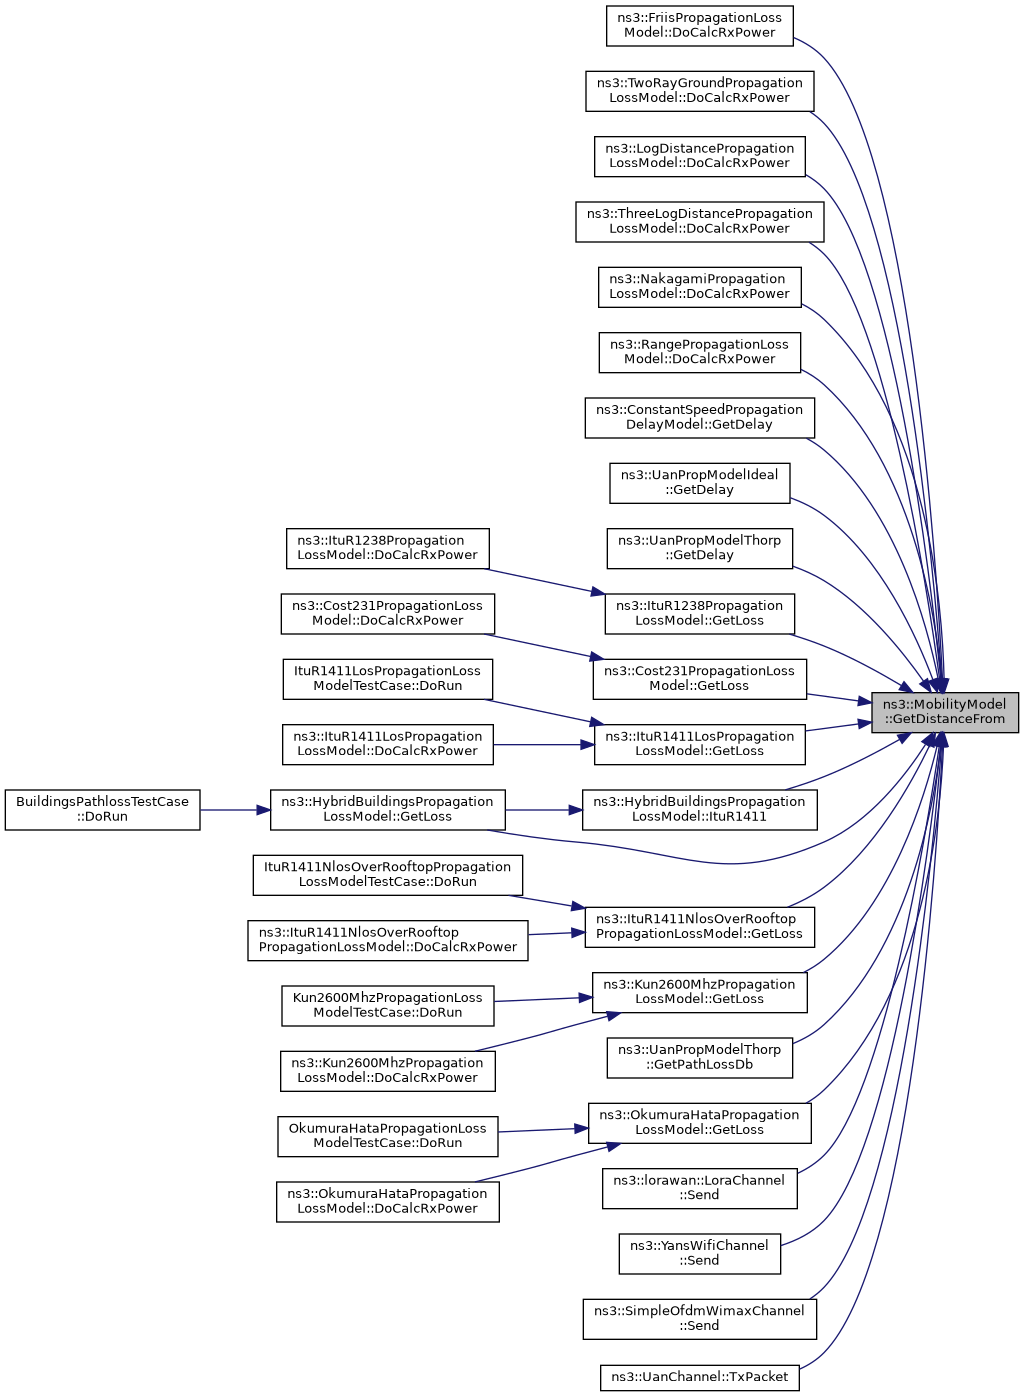 ns3::FriisPropagationLoss
Model::DoCalcRxPower
ns3::TwoRayGroundPropagation
LossModel::DoCalcRxPower
ns3::LogDistancePropagation
LossModel::DoCalcRxPower
ns3::ThreeLogDistancePropagation
LossModel::DoCalcRxPower
ns3::NakagamiPropagation
LossModel::DoCalcRxPower
ns3::RangePropagationLoss
Model::DoCalcRxPower
ns3::ConstantSpeedPropagation
DelayModel::GetDelay
ns3::UanPropModelIdeal
::GetDelay
ns3::UanPropModelThorp
::GetDelay
ns3::ItuR1238Propagation
LossModel::DoCalcRxPower
ns3::ItuR1238Propagation
LossModel::GetLoss
ns3::Cost231PropagationLoss
Model::DoCalcRxPower
ns3::Cost231PropagationLoss
Model::GetLoss
ItuR1411LosPropagationLoss
ModelTestCase::DoRun
ns3::MobilityModel
::GetDistanceFrom
ns3::ItuR1411LosPropagation
LossModel::DoCalcRxPower
ns3::ItuR1411LosPropagation
LossModel::GetLoss
BuildingsPathlossTestCase
::DoRun
ns3::HybridBuildingsPropagation
LossModel::GetLoss
ns3::HybridBuildingsPropagation
LossModel::ItuR1411
ItuR1411NlosOverRooftopPropagation
LossModelTestCase::DoRun
ns3::ItuR1411NlosOverRooftop
PropagationLossModel::DoCalcRxPower
ns3::ItuR1411NlosOverRooftop
PropagationLossModel::GetLoss
Kun2600MhzPropagationLoss
ModelTestCase::DoRun
ns3::Kun2600MhzPropagation
LossModel::GetLoss
ns3::Kun2600MhzPropagation
LossModel::DoCalcRxPower
ns3::UanPropModelThorp
::GetPathLossDb
OkumuraHataPropagationLoss
ModelTestCase::DoRun
ns3::OkumuraHataPropagation
LossModel::GetLoss
ns3::OkumuraHataPropagation
LossModel::DoCalcRxPower
ns3::lorawan::LoraChannel
::Send
ns3::YansWifiChannel
::Send
ns3::SimpleOfdmWimaxChannel
::Send
ns3::UanChannel::TxPacket